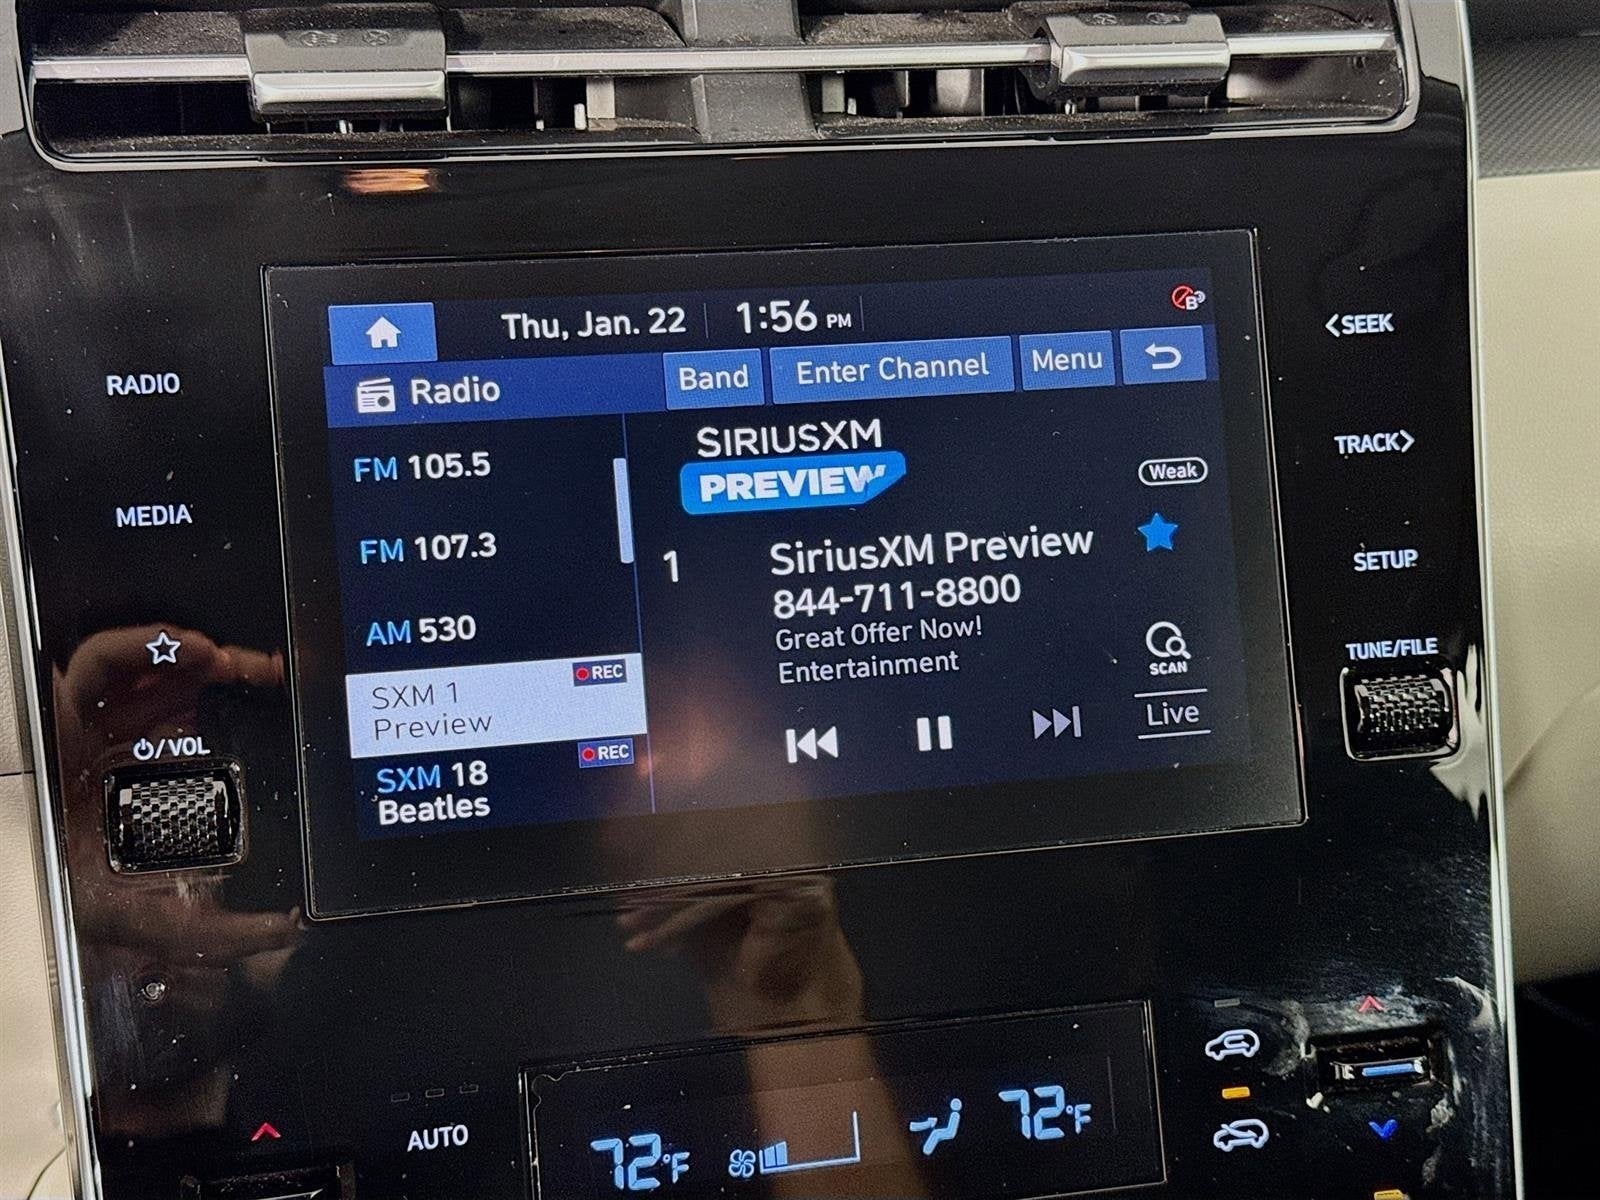 Thu, Jan. 22 1:56 PM
Radio
Band
Enter Channel
Menu
FM 105.5
FM 107.3
AM 530
SXM 1
REC
Preview
SXM 18
REC
Beatles
SIRIUSXM
PREVIEW
Weak
1
SiriusXM Preview
844-711-8800
Great Offer Now!
Entertainment
SCAN
Live
RADIO
MEDIA
/VOL
<SEEK
TRACK>
SETUP
TUNE/FILE
AUTO
72°F
72°F
B